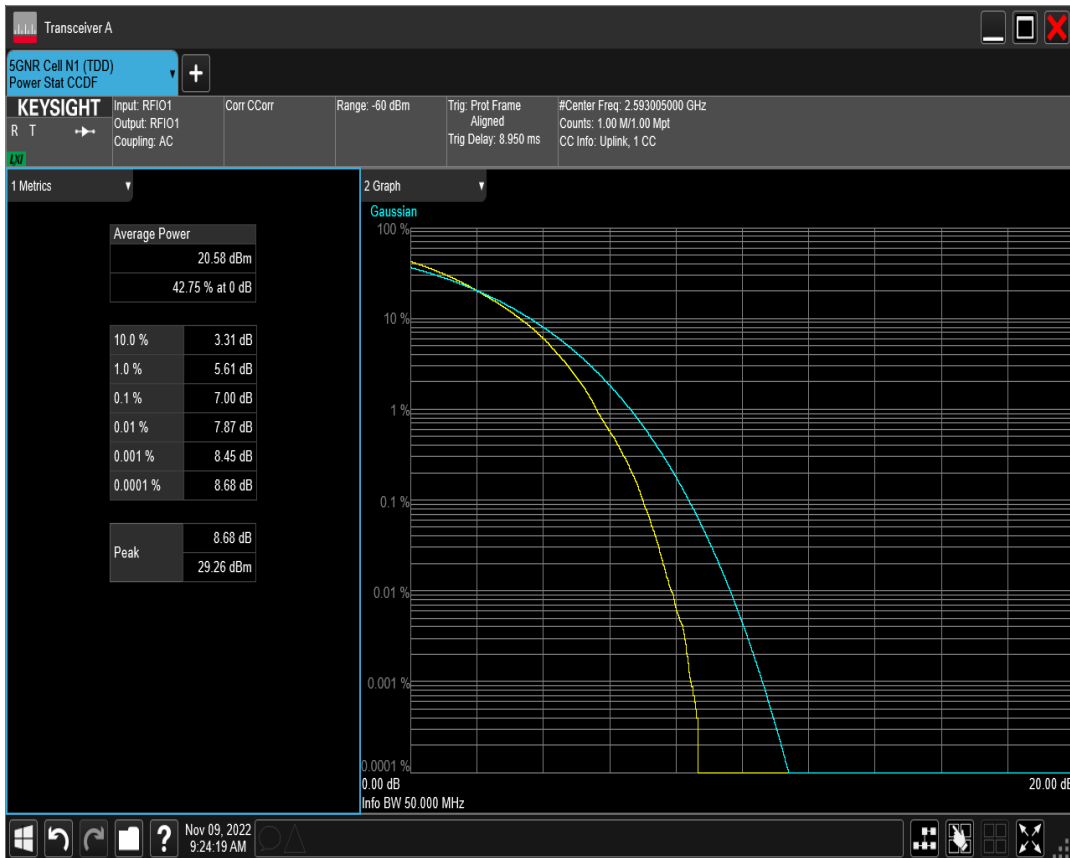 Transceiver A
5GNR Cell N1 (TDD)
Power Stat CCDF
+
KEYSIGHT
R T
LXI
Input: RFIO1
Output: RFIO1
Coupling: AC
Corr CCorr
Range: -60 dBm
Trig: Prot Frame
Aligned
Trig Delay: 8.950 ms
#Center Freq: 2.593005000 GHz
Counts: 1.00 M/1.00 Mpt
CC Info: Uplink, 1 CC
1 Metrics
Average Power
20.58 dBm
42.75 % at 0 dB
10.0 % 3.31 dB
1.0 % 5.61 dB
0.1 % 7.00 dB
0.01 % 7.87 dB
0.001 % 8.45 dB
0.0001 % 8.68 dB
Peak
8.68 dB
29.26 dBm
2 Graph
Gaussian
100 %
10 %
1 %
0.1 %
0.01 %
0.001 %
0.0001 %
0.00 dB
20.00 dB
Info BW 50.000 MHz
?
Nov 09, 2022
9:24:19 AM